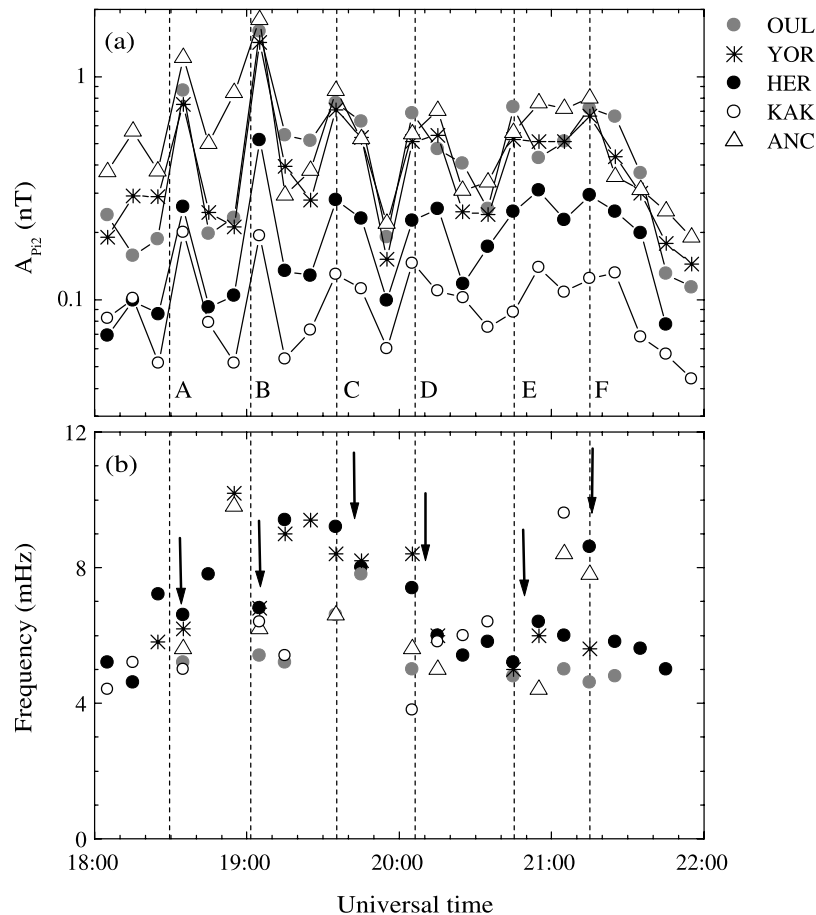 (a)
OUL
YOR
HER
KAK
ANC
1
0.1
A_Pi2 (nT)
A
B
C
D
E
F
(b)
12
8
4
0
Frequency (mHz)
18:00
19:00
20:00
21:00
22:00
Universal time